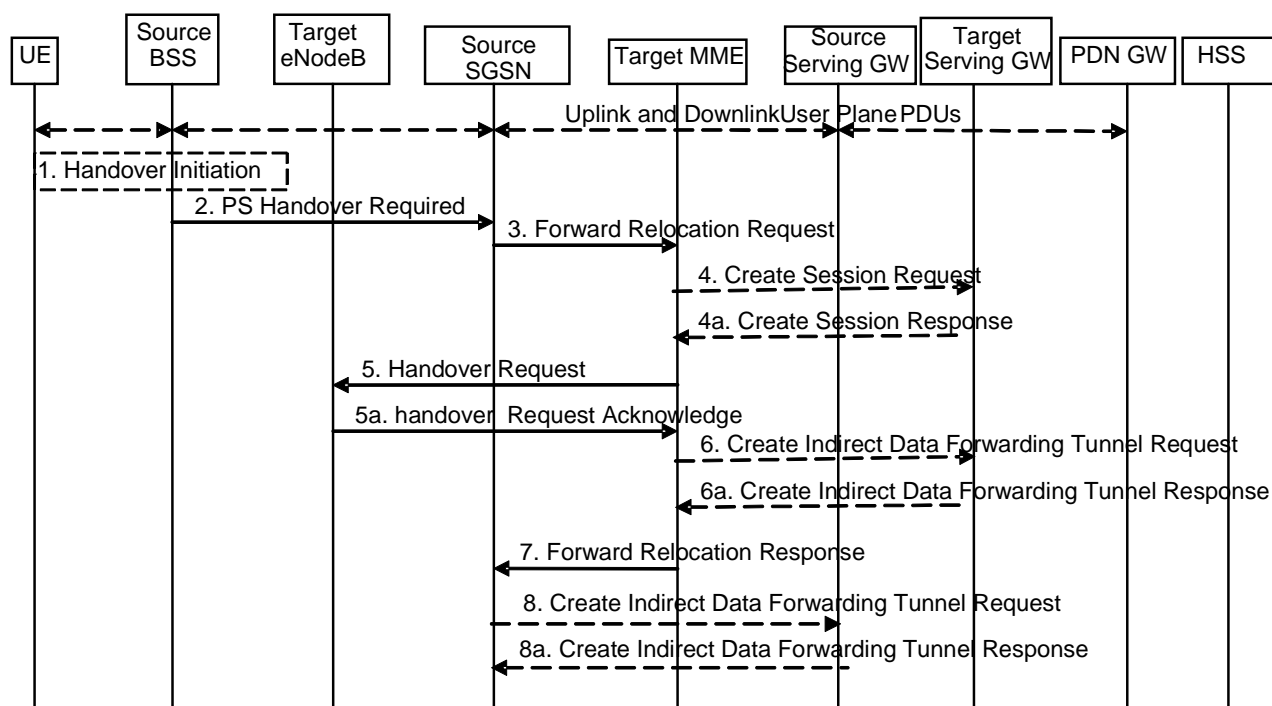 UE
Source
BSS
Target
eNodeB
Source
SGSN
Target MME
Source
Serving GW
Target
Serving GW
PDN GW
HSS
Uplink and DownlinkUser Plane PDUs
1. Handover Initiation
2. PS Handover Required
3. Forward Relocation Request
4. Create Session Request
4a. Create Session Response
5. Handover Request
5a. handover Request Acknowledge
6. Create Indirect Data Forwarding Tunnel Request
6a. Create Indirect Data Forwarding Tunnel Response
7. Forward Relocation Response
8. Create Indirect Data Forwarding Tunnel Request
8a. Create Indirect Data Forwarding Tunnel Response